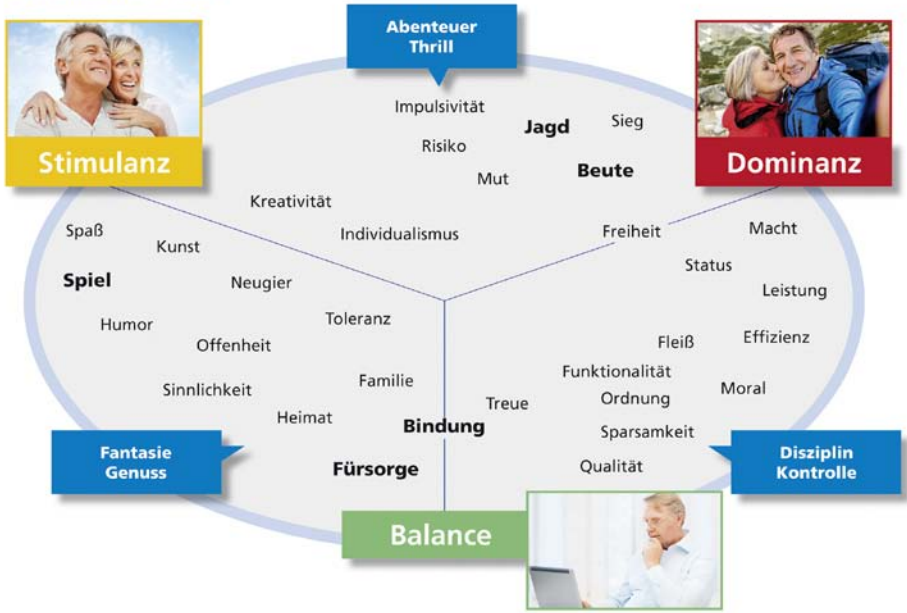 Abenteuer
Thrill
Stimulanz
Dominanz
Impulsivität
Jagd
Sieg
Risiko
Mut
Beute
Kreativität
Individualismus
Freiheit
Macht
Spaß
Kunst
Status
Spiel
Neugier
Leistung
Humor
Toleranz
Offenheit
Fleiß
Effizienz
Sinnlichkeit
Familie
Funktionalität
Moral
Heimat
Treue
Ordnung
Bindung
Sparsamkeit
Fantasie
Genuss
Fürsorge
Qualität
Disziplin
Kontrolle
Balance